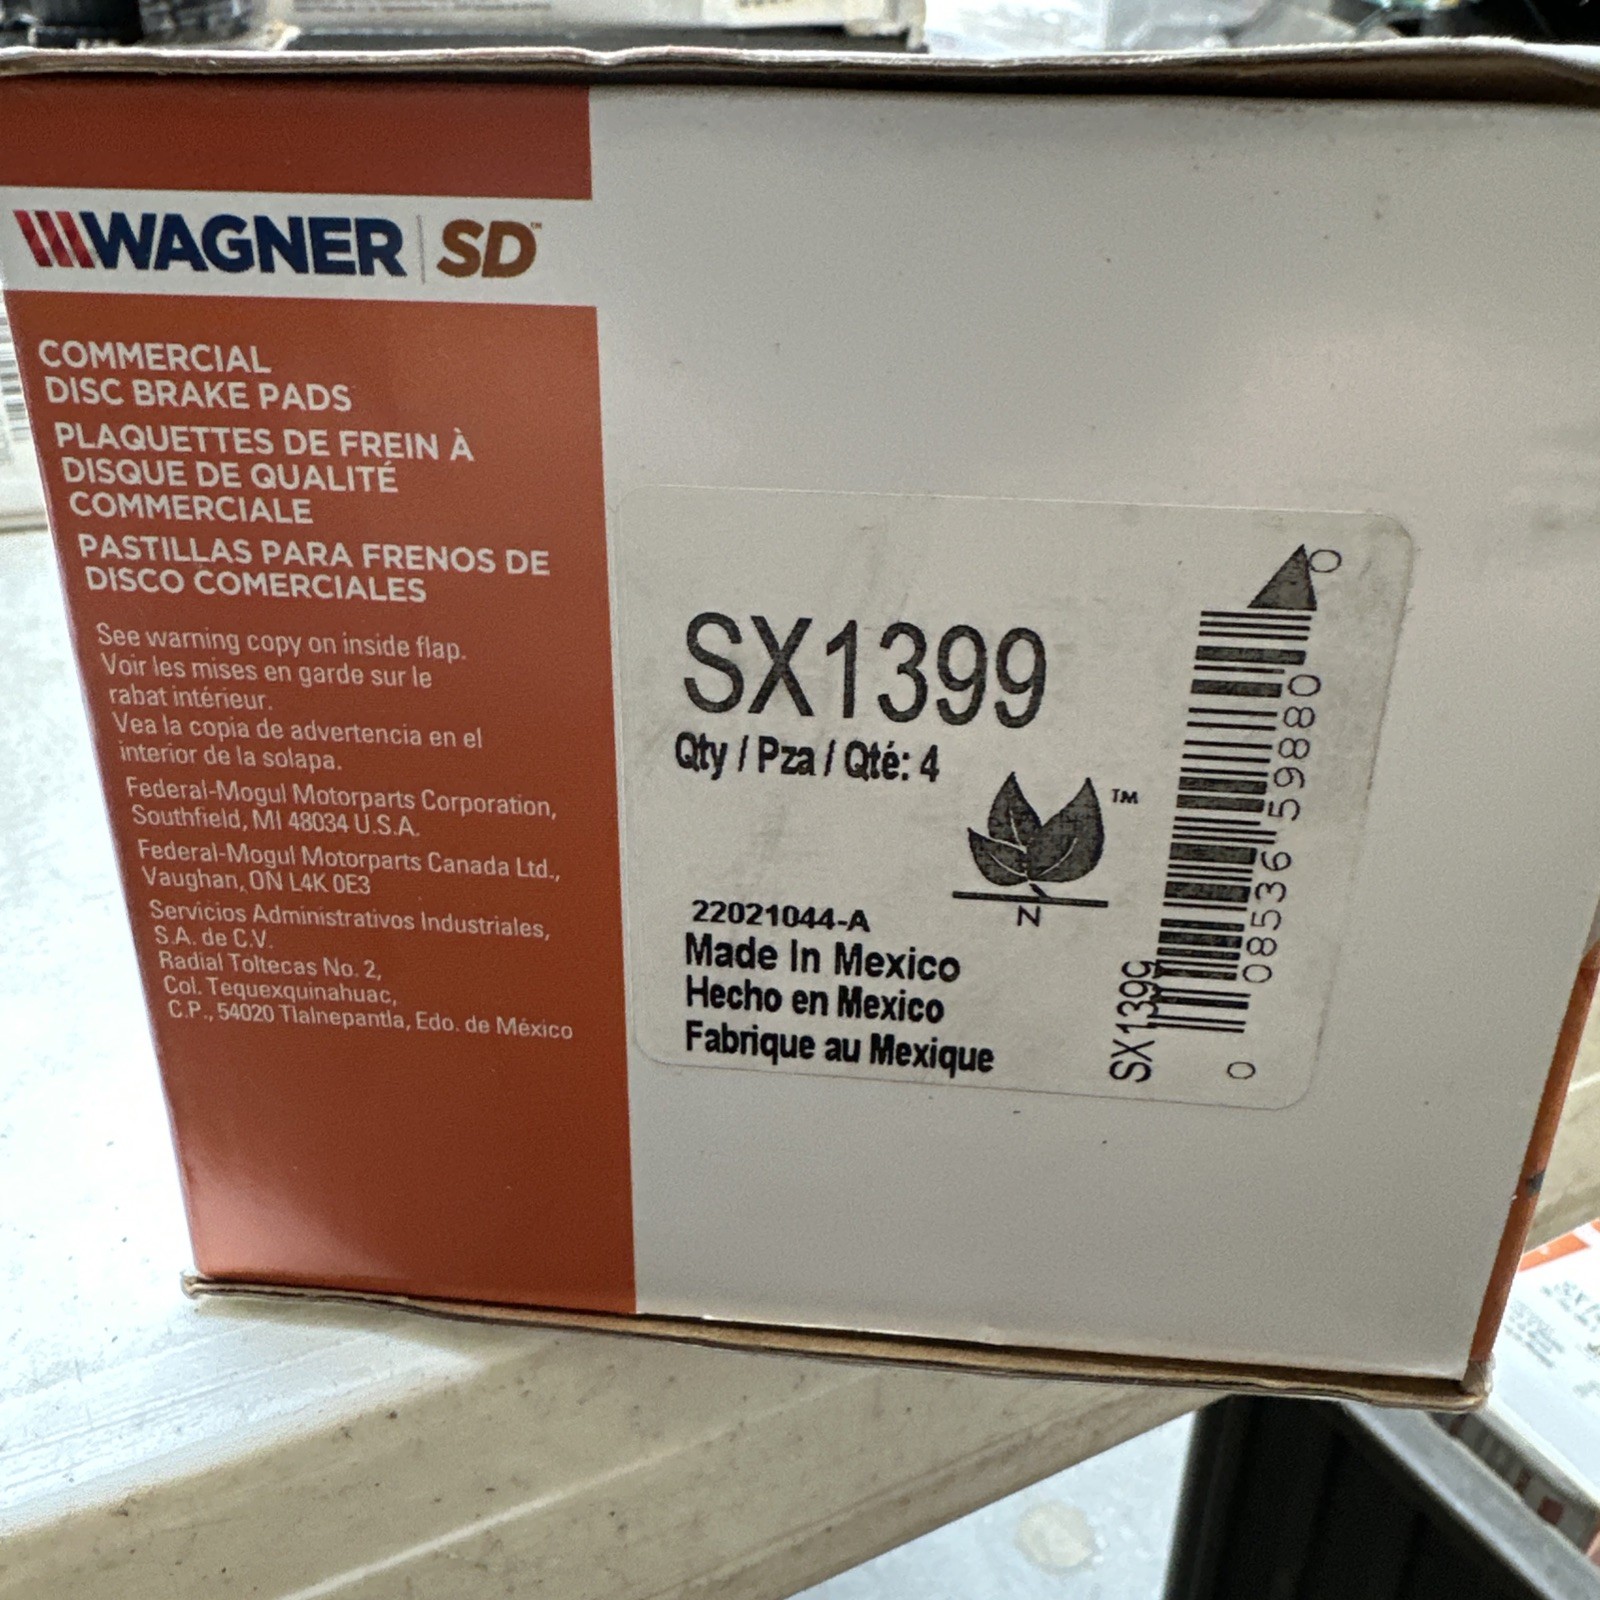 WAGNER SD™
COMMERCIAL
DISC BRAKE PADS
PLAQUETTES DE FREIN À
DISQUE DE QUALITÉ
COMMERCIALE
PASTILLAS PARA FRENOS DE
DISCO COMERCIALES
See warning copy on inside flap.
Voir les mises en garde sur le
rabat intérieur.
Vea la copia de advertencia en el
interior de la solapa.
Federal-Mogul Motorparts Corporation,
Southfield, MI 48034 U.S.A.
Federal-Mogul Motorparts Canada Ltd.,
Vaughan, ON L4K 0E3
Servicios Administrativos Industriales,
S.A. de C.V.
Radial Toltecas No. 2,
Col. Tequexquinahuac,
C.P., 54020 Tlalnepantla, Edo. de México
SX1399
Qty / Pza / Qté: 4
TM
N
22021044-A
Made In Mexico
Hecho en Mexico
Fabrique au Mexique
SX1399
0 08536 59880 0